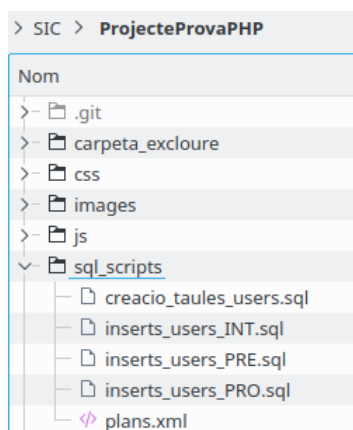 > SIC > ProjecteProvaPHP
Nom
.git
carpeta_excloure
css
images
js
sql_scripts
creacio_taules_users.sql
inserts_users_INT.sql
inserts_users_PRE.sql
inserts_users_PRO.sql
plans.xml